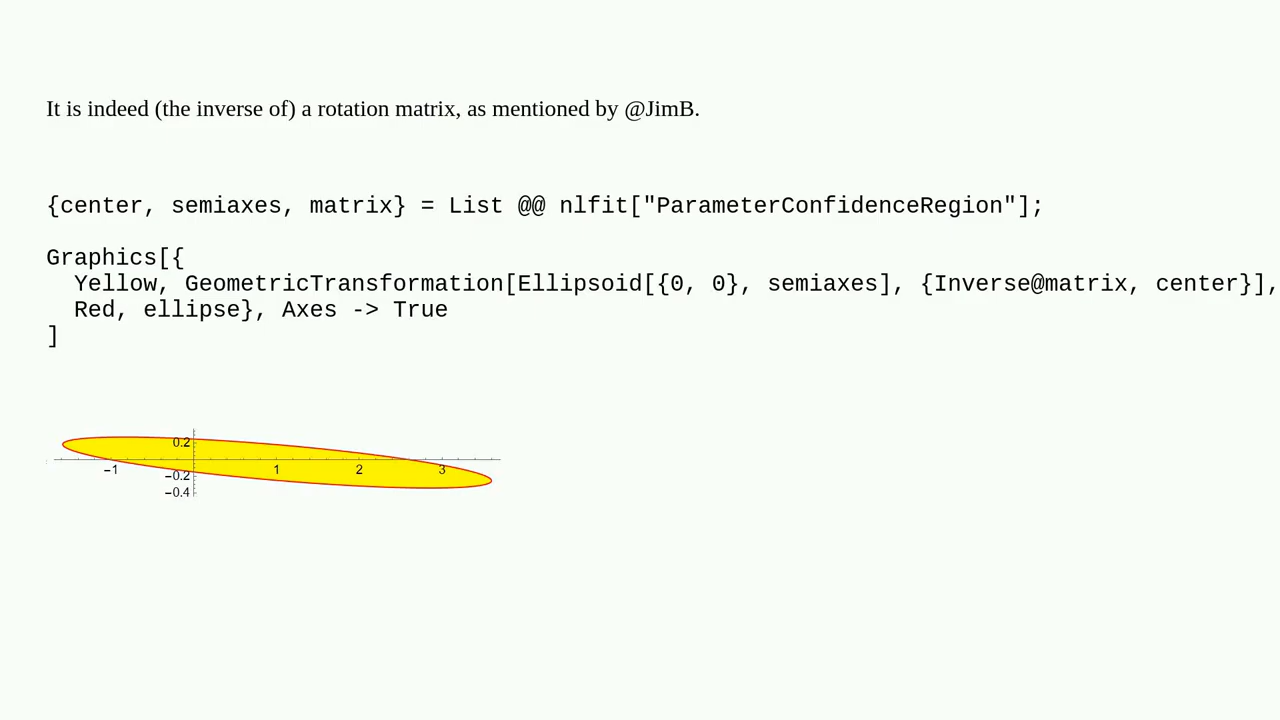 It is indeed (the inverse of) a rotation matrix, as mentioned by @JimB.
{center, semiaxes, matrix} = List @@ nlfit["ParameterConfidenceRegion"];
Graphics[{
Yellow, GeometricTransformation[Ellipsoid[{0, 0}, semiaxes], {Inverse@matrix, center}],
Red, ellipse}, Axes -> True
]
0.2
−1 1 2 3
−0.2
−0.4